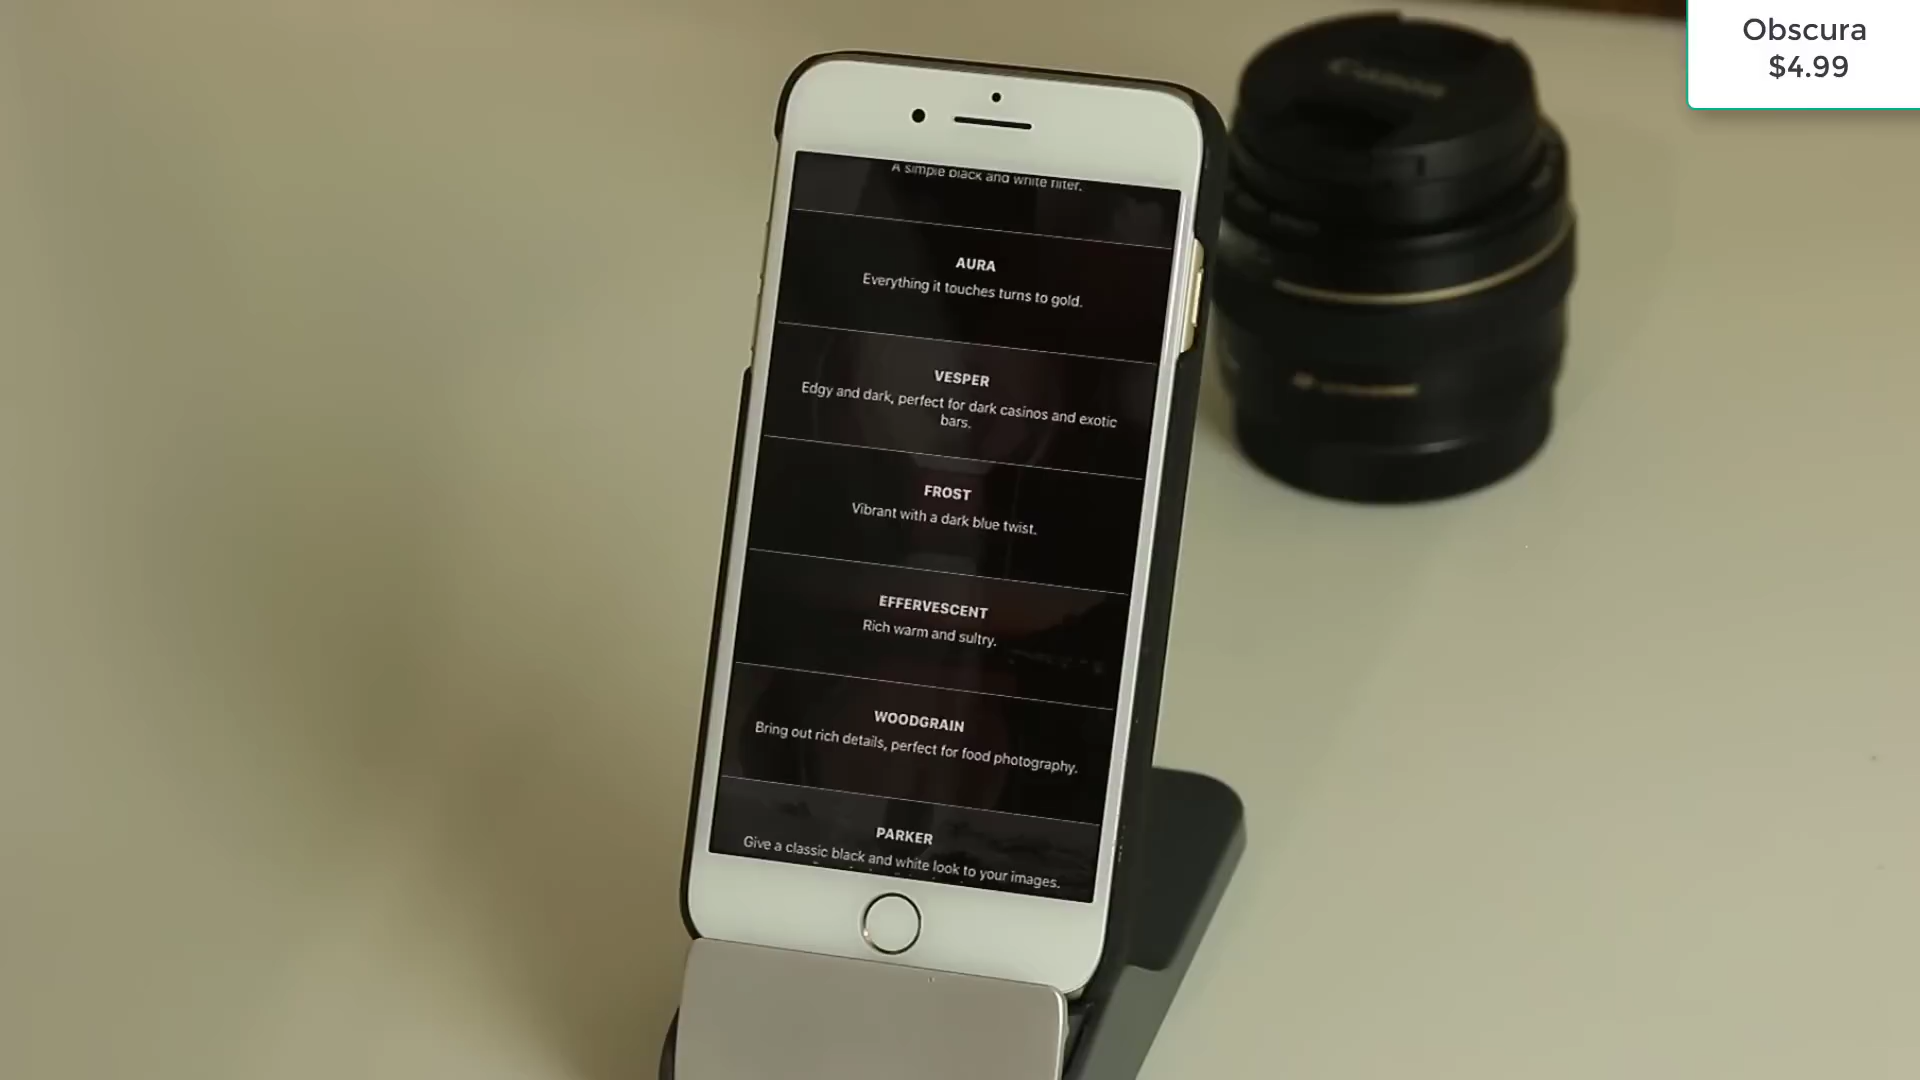 Obscura
$4.99
Canon
A simple black and white filter.
AURA
Everything it touches turns to gold.
VESPER
Edgy and dark, perfect for dark casinos and exotic
bars.
FROST
Vibrant with a dark blue twist.
EFFERVESCENT
Rich warm and sultry.
WOODGRAIN
Bring out rich details, perfect for food photography.
PARKER
Give a classic black and white look to your images.